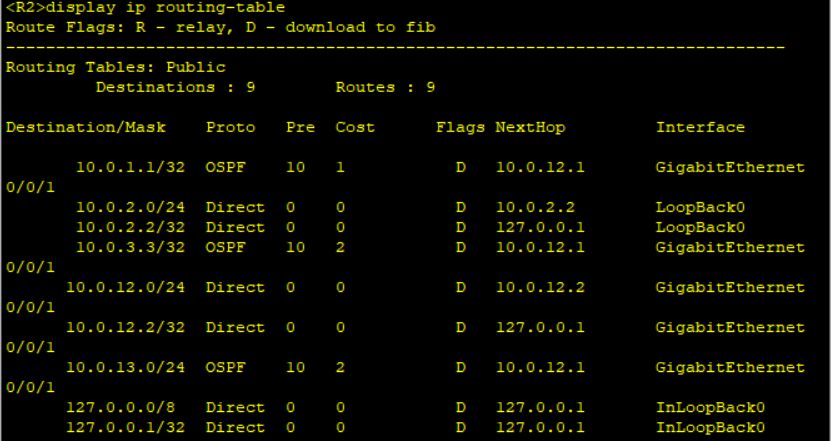 <R2>display ip routing-table
Route Flags: R - relay, D - download to fib
------------------------------------------------------------------------------
Routing Tables: Public
         Destinations : 9        Routes : 9

Destination/Mask    Proto   Pre  Cost      Flags NextHop         Interface

       10.0.1.1/32  OSPF    10   1           D   10.0.12.1       GigabitEthernet
0/0/1
       10.0.2.0/24  Direct  0    0           D   10.0.2.2        LoopBack0
       10.0.2.2/32  Direct  0    0           D   127.0.0.1       LoopBack0
       10.0.3.3/32  OSPF    10   2           D   10.0.12.1       GigabitEthernet
0/0/1
      10.0.12.0/24  Direct  0    0           D   10.0.12.2       GigabitEthernet
0/0/1
      10.0.12.2/32  Direct  0    0           D   127.0.0.1       GigabitEthernet
0/0/1
      10.0.13.0/24  OSPF    10   2           D   10.0.12.1       GigabitEthernet
0/0/1
      127.0.0.0/8   Direct  0    0           D   127.0.0.1       InLoopBack0
      127.0.0.1/32  Direct  0    0           D   127.0.0.1       InLoopBack0